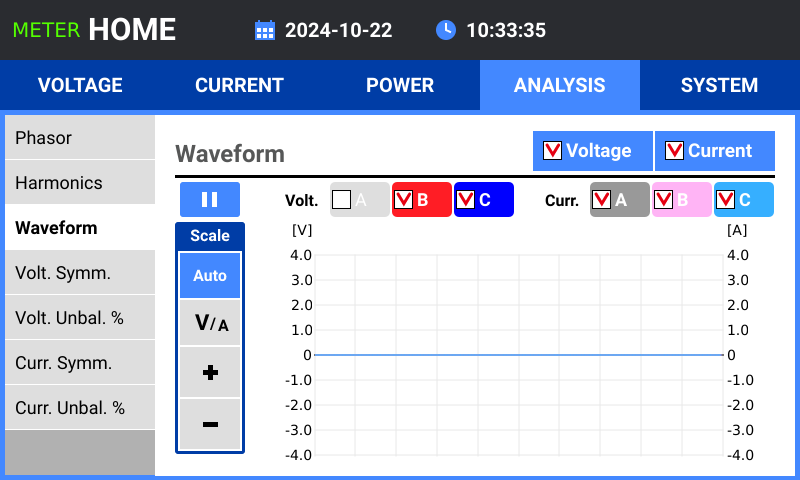 METER HOME 2024-10-22 10:33:35
VOLTAGE CURRENT POWER ANALYSIS SYSTEM
Phasor
Harmonics
Waveform
Volt. Symm.
Volt. Unbal. %
Curr. Symm.
Curr. Unbal. %
Waveform Voltage Current
Volt. A B C Curr. A B C
Scale
Auto
V/A
+
-
[V] [A]
4.0 4.0
3.0 3.0
2.0 2.0
1.0 1.0
0 0
-1.0 -1.0
-2.0 -2.0
-3.0 -3.0
-4.0 -4.0